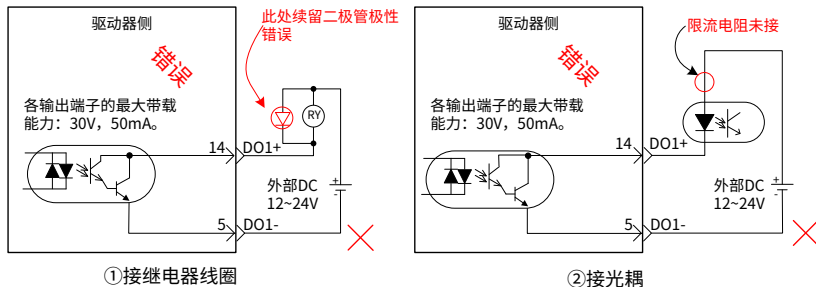 驱动器侧
错误
此处续留二极管极性
错误
各输出端子的最大带载
能力：30V，50mA。
RY
14
DO1+
外部DC
12~24V
+
-
5
DO1-
①接继电器线圈
驱动器侧
错误
限流电阻未接
各输出端子的最大带载
能力：30V，50mA。
14
DO1+
外部DC
12~24V
+
-
5
DO1-
②接光耦